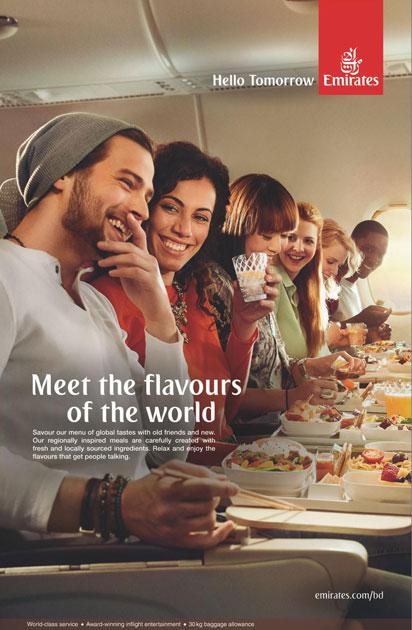 Hello Tomorrow
Emirates
Meet the flavours
of the world
Savour our menu of global tastes with old friends and new.
Our regionally inspired meals are carefully created with
fresh and locally sourced ingredients. Relax and enjoy the
flavours that get people talking.
emirates.com/bd
World-class service • Award-winning inflight entertainment • 30kg baggage allowance